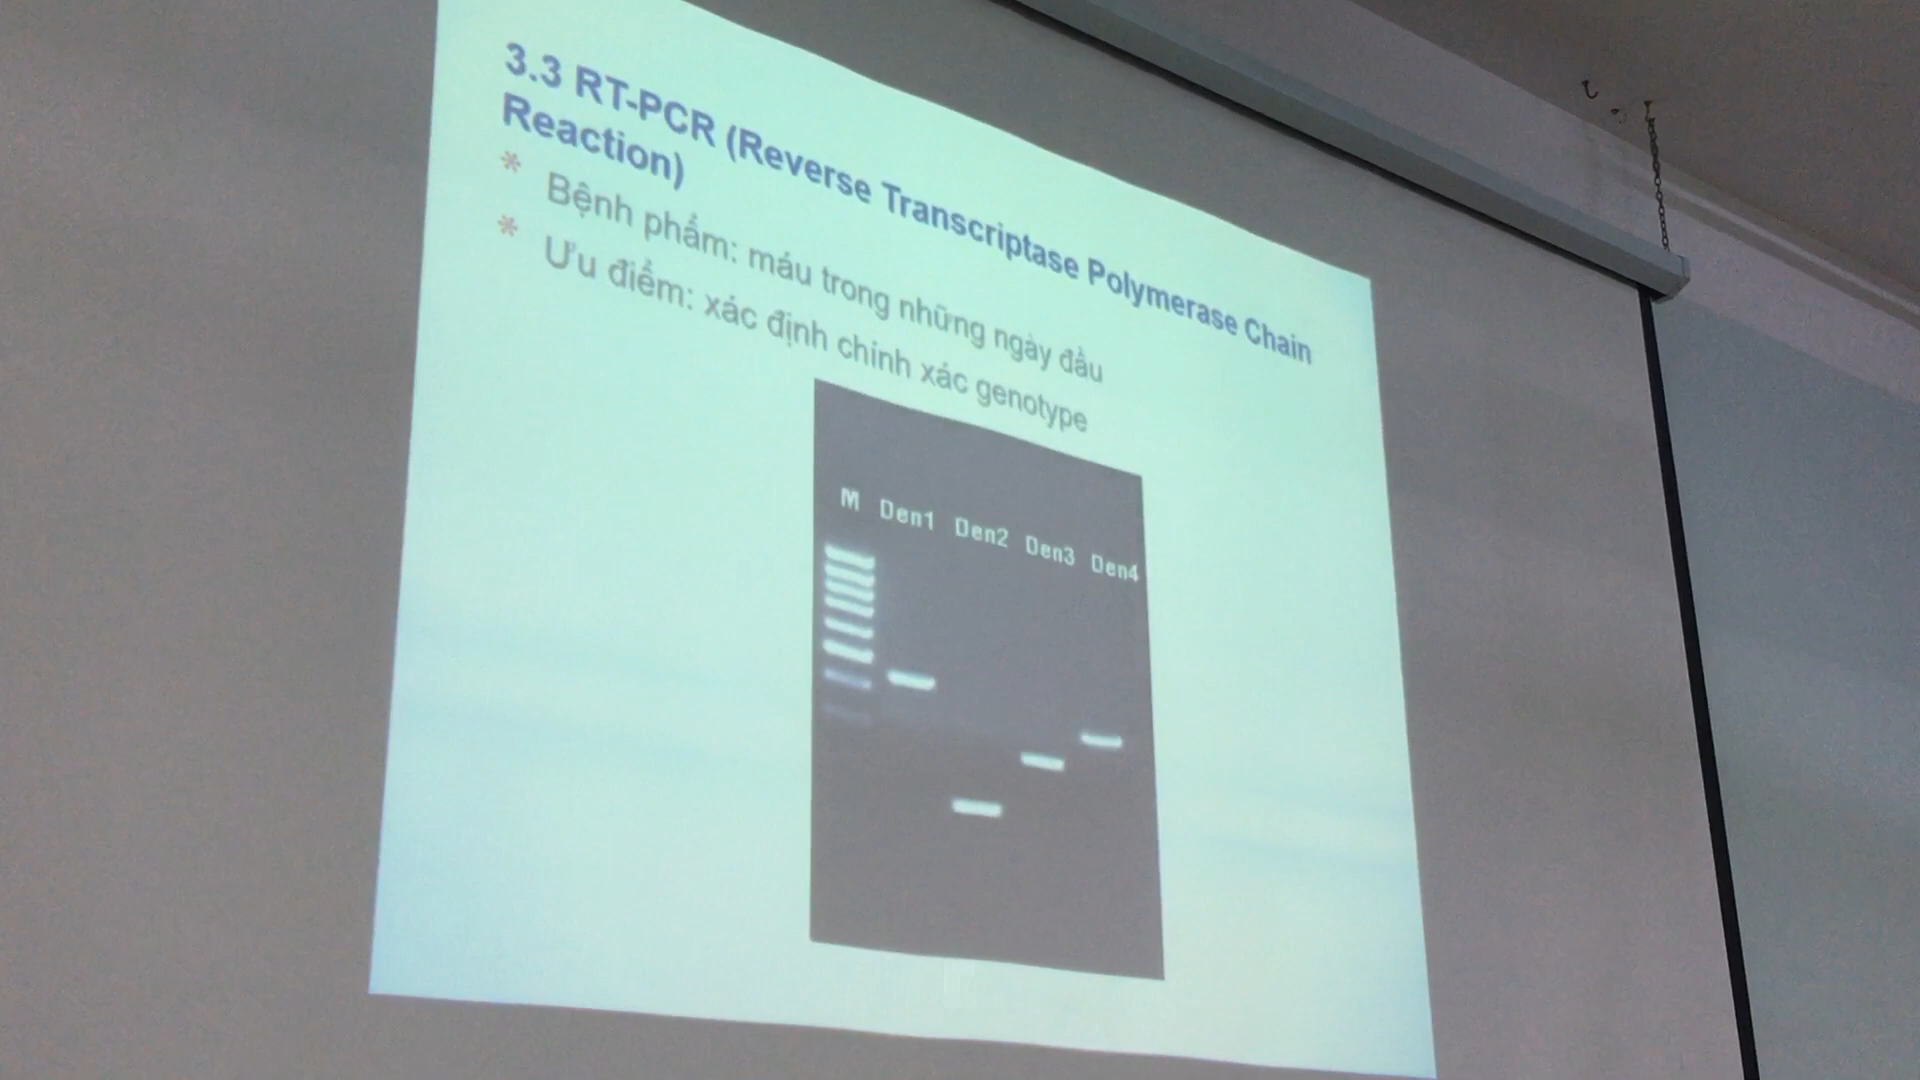 3.3 RT-PCR (Reverse Transcriptase Polymerase Chain
Reaction)
* Bệnh phẩm: máu trong những ngày đầu
* Ưu điểm: xác định chính xác genotype
M Den1 Den2 Den3 Den4